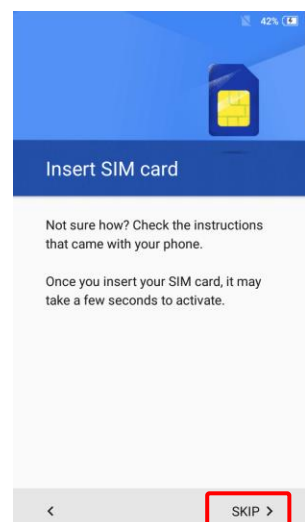 42%
Insert SIM card
Not sure how? Check the instructions
that came with your phone.
Once you insert your SIM card, it may
take a few seconds to activate.
SKIP